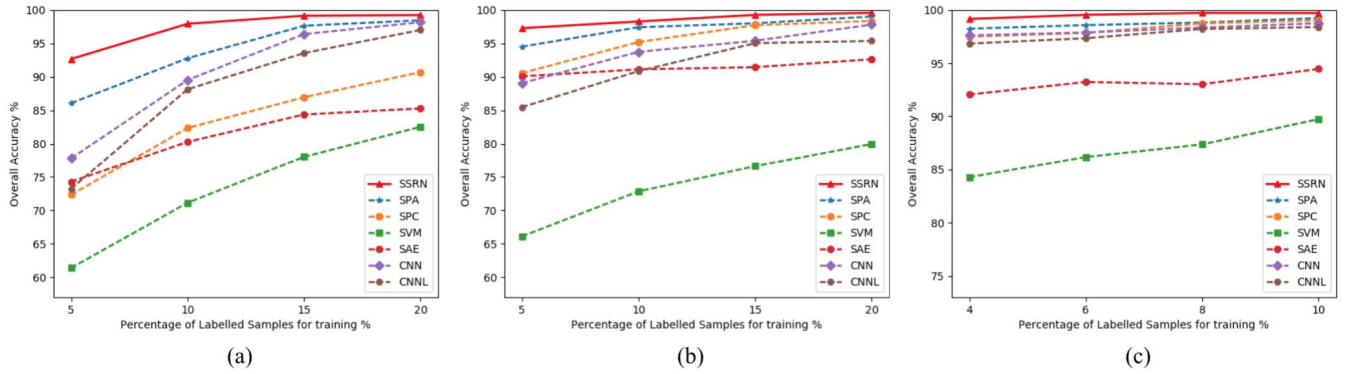 100
95
90
85
80
75
70
65
60
Overall Accuracy %
5
10
15
20
Percentage of Labelled Samples for training %
SSRN
SPA
SPC
SVM
SAE
CNN
CNNL
(a)
100
95
90
85
80
75
70
65
60
Overall Accuracy %
5
10
15
20
Percentage of Labelled Samples for training %
SSRN
SPA
SPC
SVM
SAE
CNN
CNNL
(b)
100
95
90
85
80
75
Overall Accuracy %
4
6
8
10
Percentage of Labelled Samples for training %
SSRN
SPA
SPC
SVM
SAE
CNN
CNNL
(c)